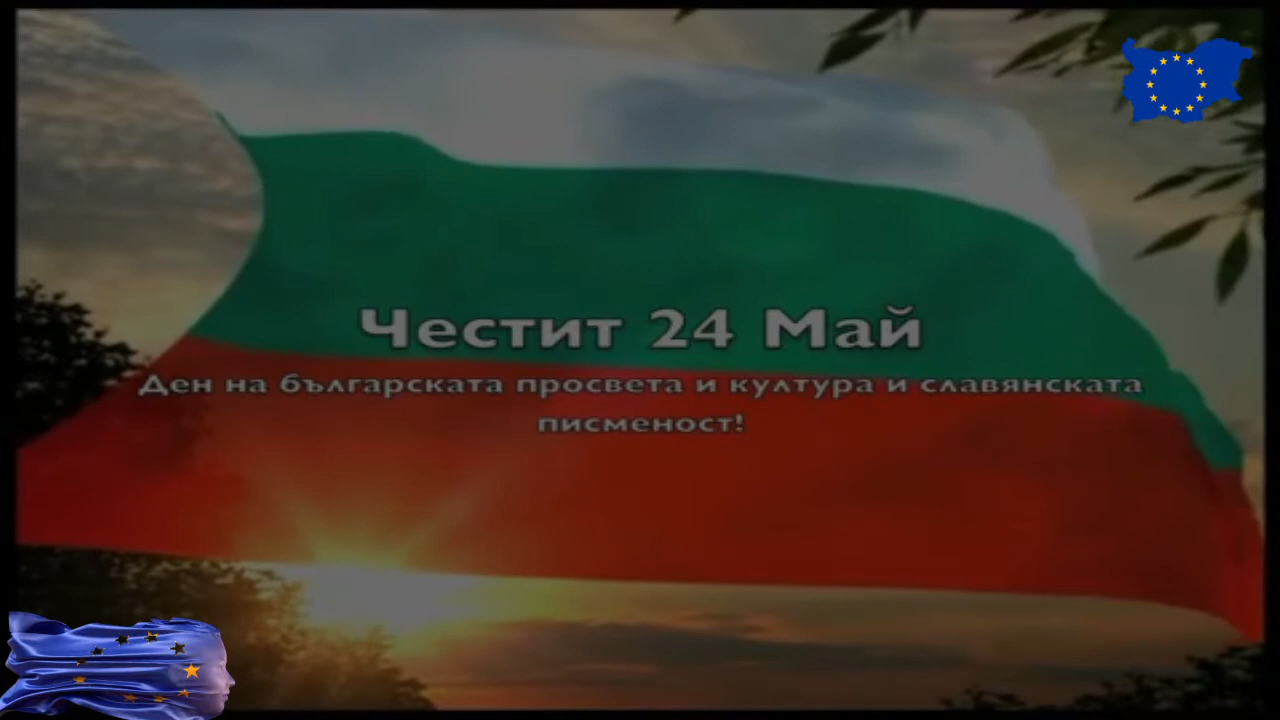 Честит 24 Май
Ден на българската просвета и култура и славянската
писменост!